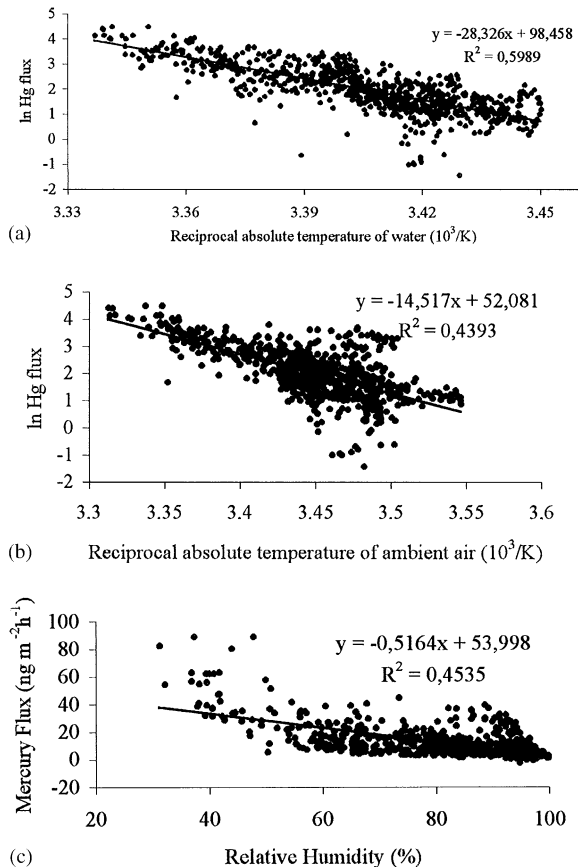 y = -28,326x + 98,458
R² = 0,5989
ln Hg flux
5
4
3
2
1
0
-1
-2
3.33
3.36
3.39
3.42
3.45
(a)
Reciprocal absolute temperature of water (10³/K)
y = -14,517x + 52,081
R² = 0,4393
ln Hg flux
5
4
3
2
1
0
-1
-2
3.3
3.35
3.4
3.45
3.5
3.55
3.6
(b)
Reciprocal absolute temperature of ambient air (10³/K)
y = -0,5164x + 53,998
R² = 0,4535
Mercury Flux (ng m⁻²h⁻¹)
100
80
60
40
20
0
-20
20
40
60
80
100
(c)
Relative Humidity (%)